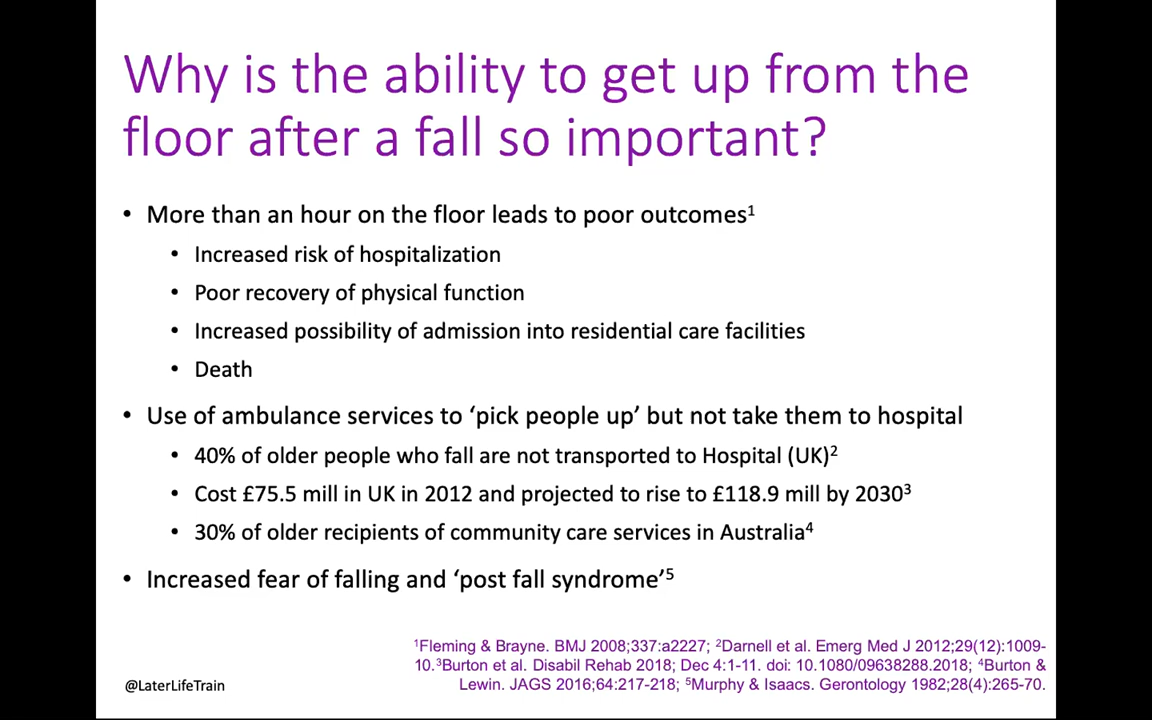 Why is the ability to get up from the
floor after a fall so important?
• More than an hour on the floor leads to poor outcomes¹
• Increased risk of hospitalization
• Poor recovery of physical function
• Increased possibility of admission into residential care facilities
• Death
• Use of ambulance services to ‘pick people up’ but not take them to hospital
• 40% of older people who fall are not transported to Hospital (UK)²
• Cost £75.5 mill in UK in 2012 and projected to rise to £118.9 mill by 2030³
• 30% of older recipients of community care services in Australia⁴
• Increased fear of falling and ‘post fall syndrome’⁵
¹Fleming & Brayne. BMJ 2008;337:a2227; ²Darnell et al. Emerg Med J 2012;29(12):1009-
10.³Burton et al. Disabil Rehab 2018; Dec 4:1-11. doi: 10.1080/09638288.2018; ⁴Burton &
Lewin. JAGS 2016;64:217-218; ⁵Murphy & Isaacs. Gerontology 1982;28(4):265-70.
@LaterLifeTrain